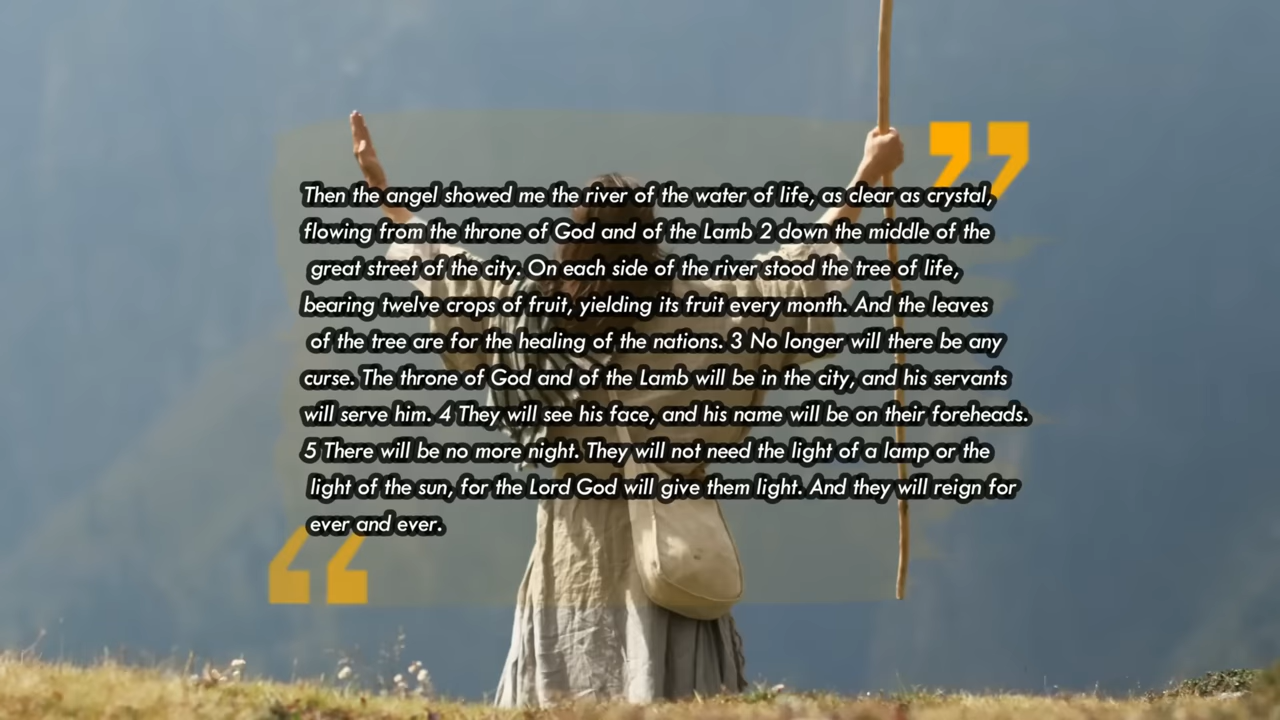 Then the angel showed me the river of the water of life, as clear as crystal,
flowing from the throne of God and of the Lamb 2 down the middle of the
great street of the city. On each side of the river stood the tree of life,
bearing twelve crops of fruit, yielding its fruit every month. And the leaves
of the tree are for the healing of the nations. 3 No longer will there be any
curse. The throne of God and of the Lamb will be in the city, and his servants
will serve him. 4 They will see his face, and his name will be on their foreheads.
5 There will be no more night. They will not need the light of a lamp or the
light of the sun, for the Lord God will give them light. And they will reign for
ever and ever.